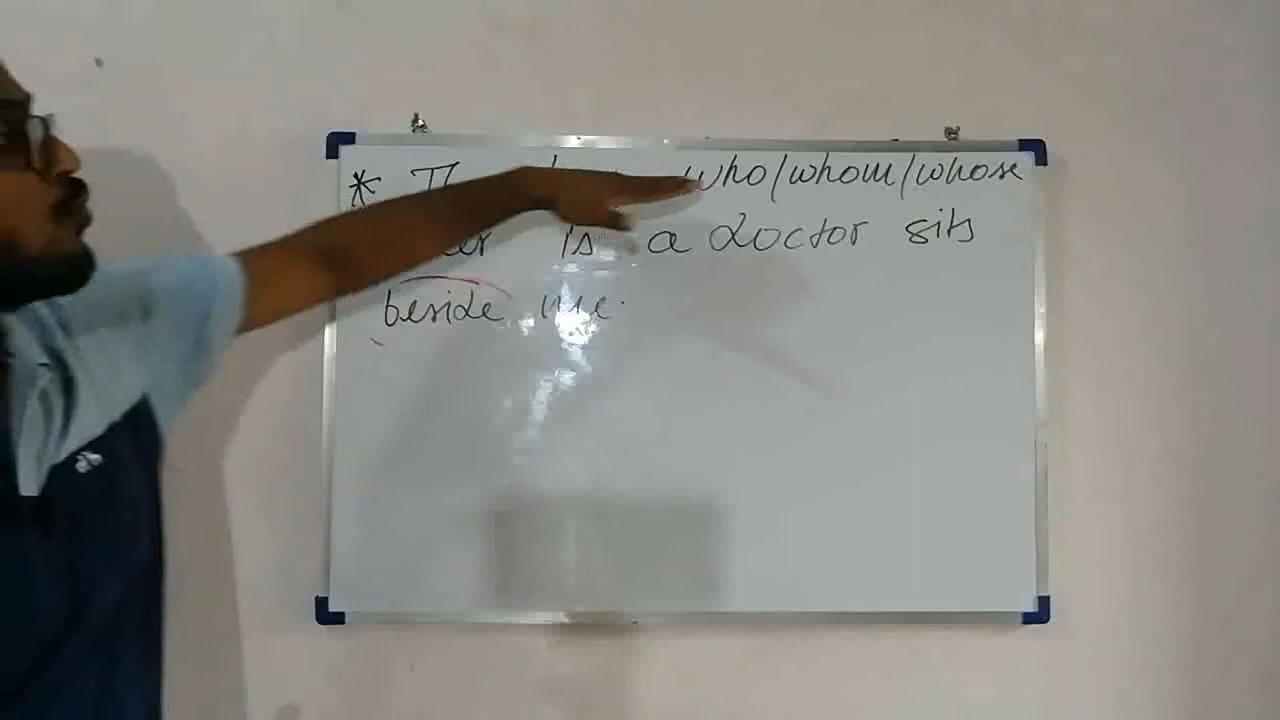 * who/whom/whose
is a doctor sits
beside me.